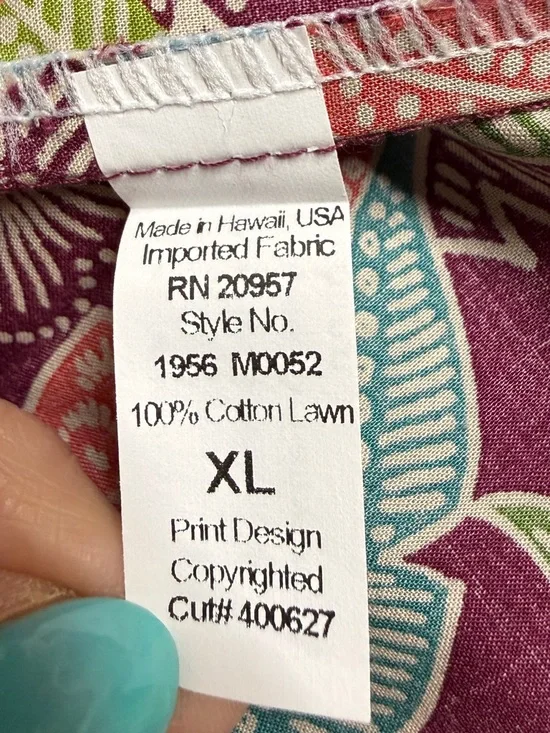 Made in Hawaii, USA
Imported Fabric
RN 20957
Style No.
1956 M0052
100% Cotton Lawn
XL
Print Design
Copyrighted
Cut# 400627